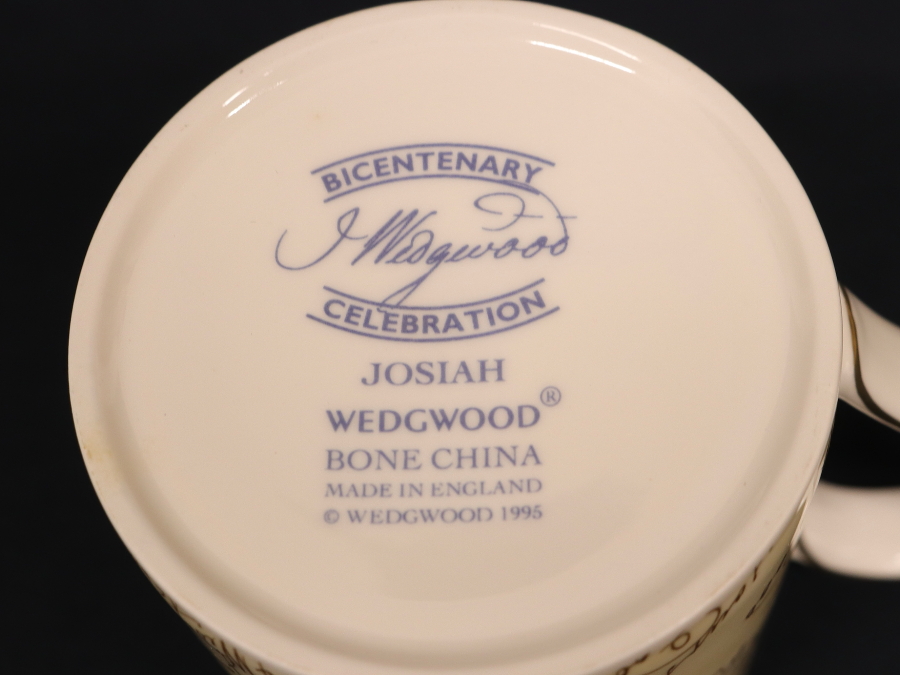 BICENTENARY
J Wedgwood
CELEBRATION
JOSIAH
WEDGWOOD®
BONE CHINA
MADE IN ENGLAND
© WEDGWOOD 1995